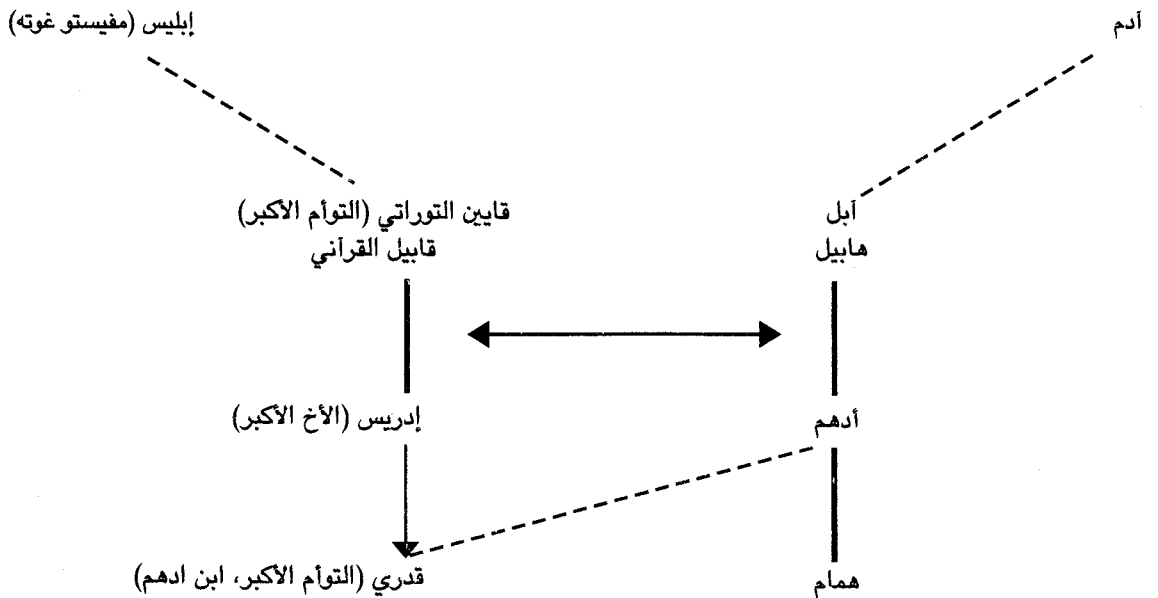 آدم
إبليس (مفيستو غوته)
آبل
هابيل
قايين التوراتي (التوأم الأكبر)
قابيل القرآني
أدهم
إدريس (الأخ الأكبر)
همام
قدري (التوأم الأكبر، ابن ادهم)